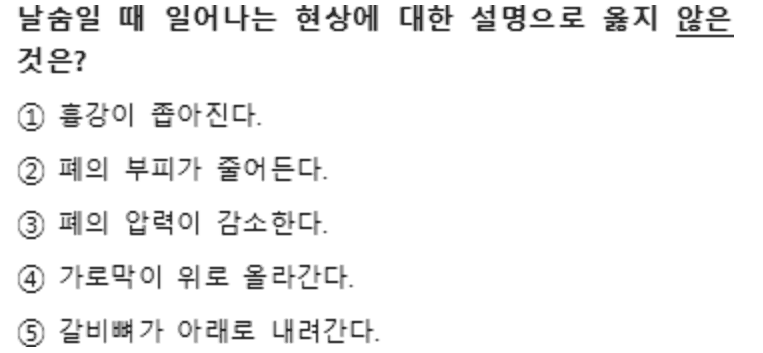 날숨일 때 일어나는 현상에 대한 설명으로 옳지 않은
것은?
① 흉강이 좁아진다.
② 폐의 부피가 줄어든다.
③ 폐의 압력이 감소한다.
④ 가로막이 위로 올라간다.
⑤ 갈비뼈가 아래로 내려간다.